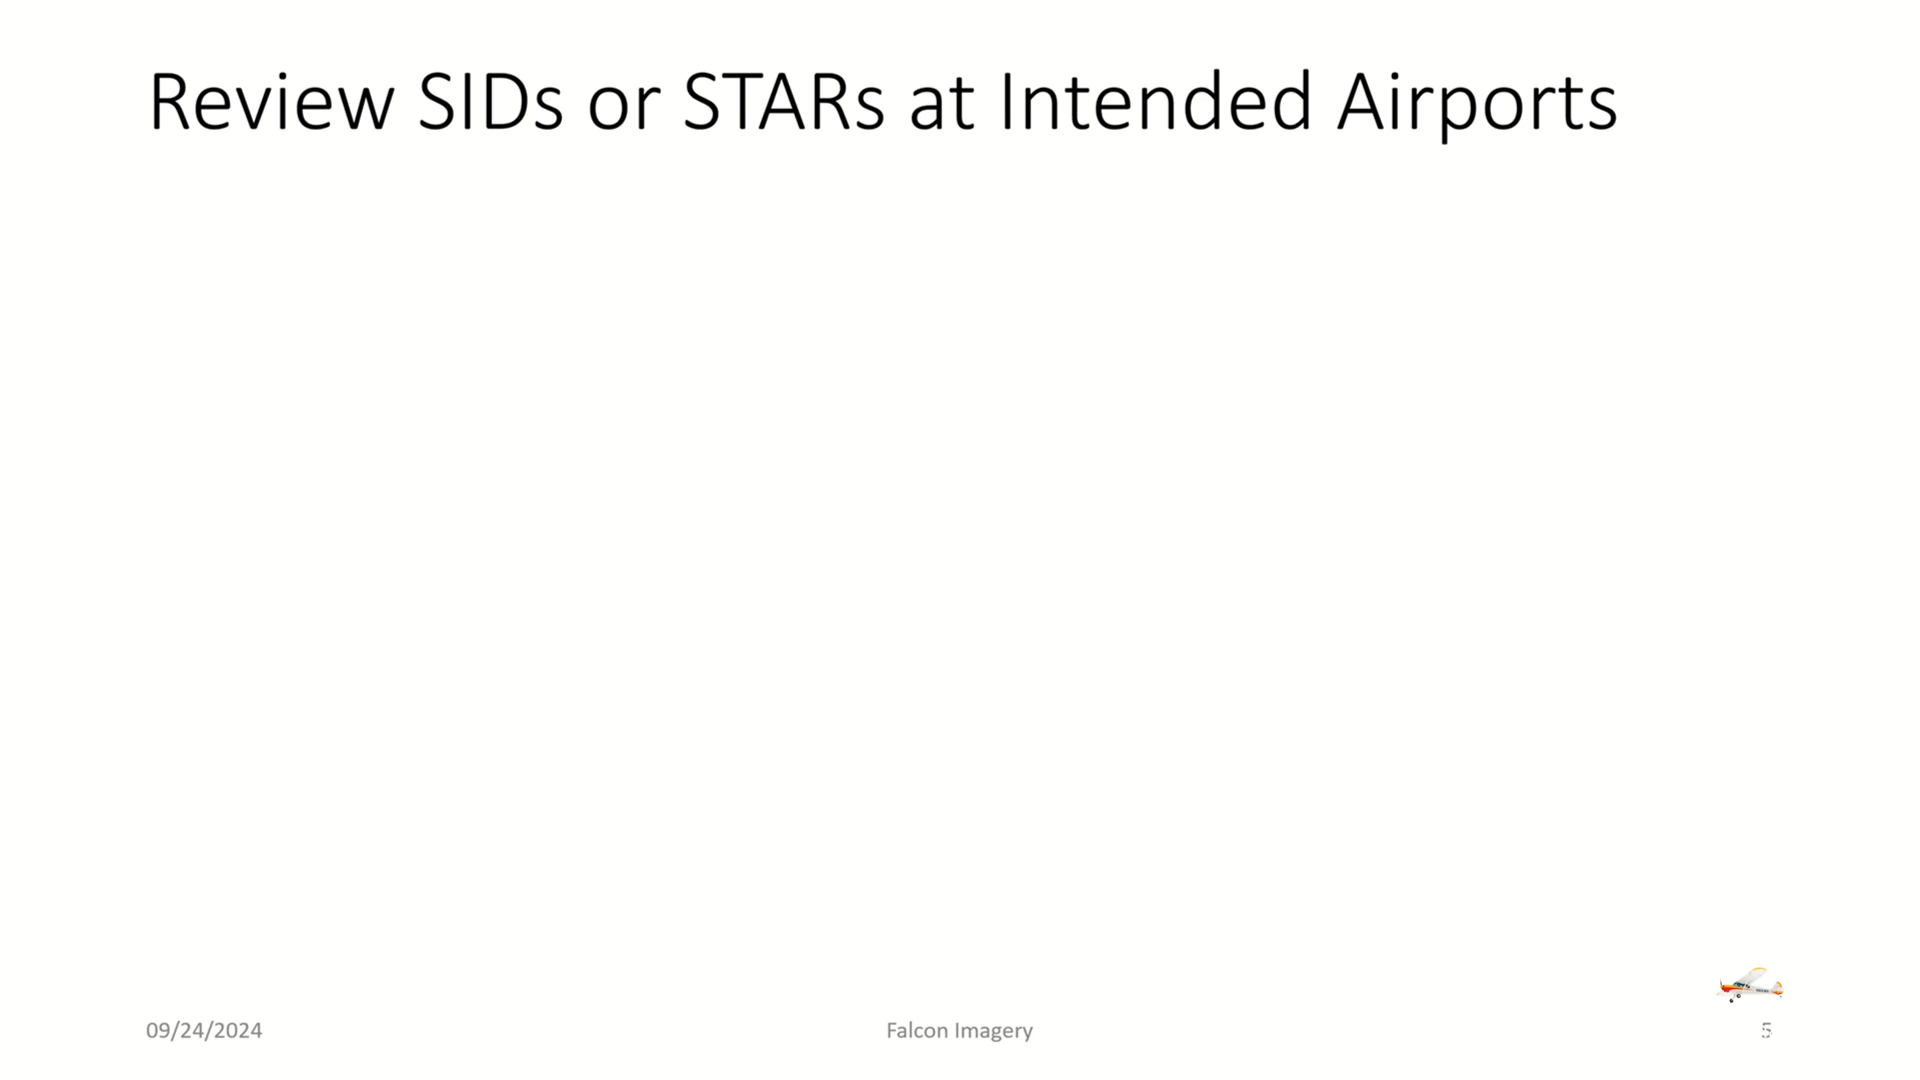 Review SIDs or STARs at Intended Airports
09/24/2024
Falcon Imagery
5